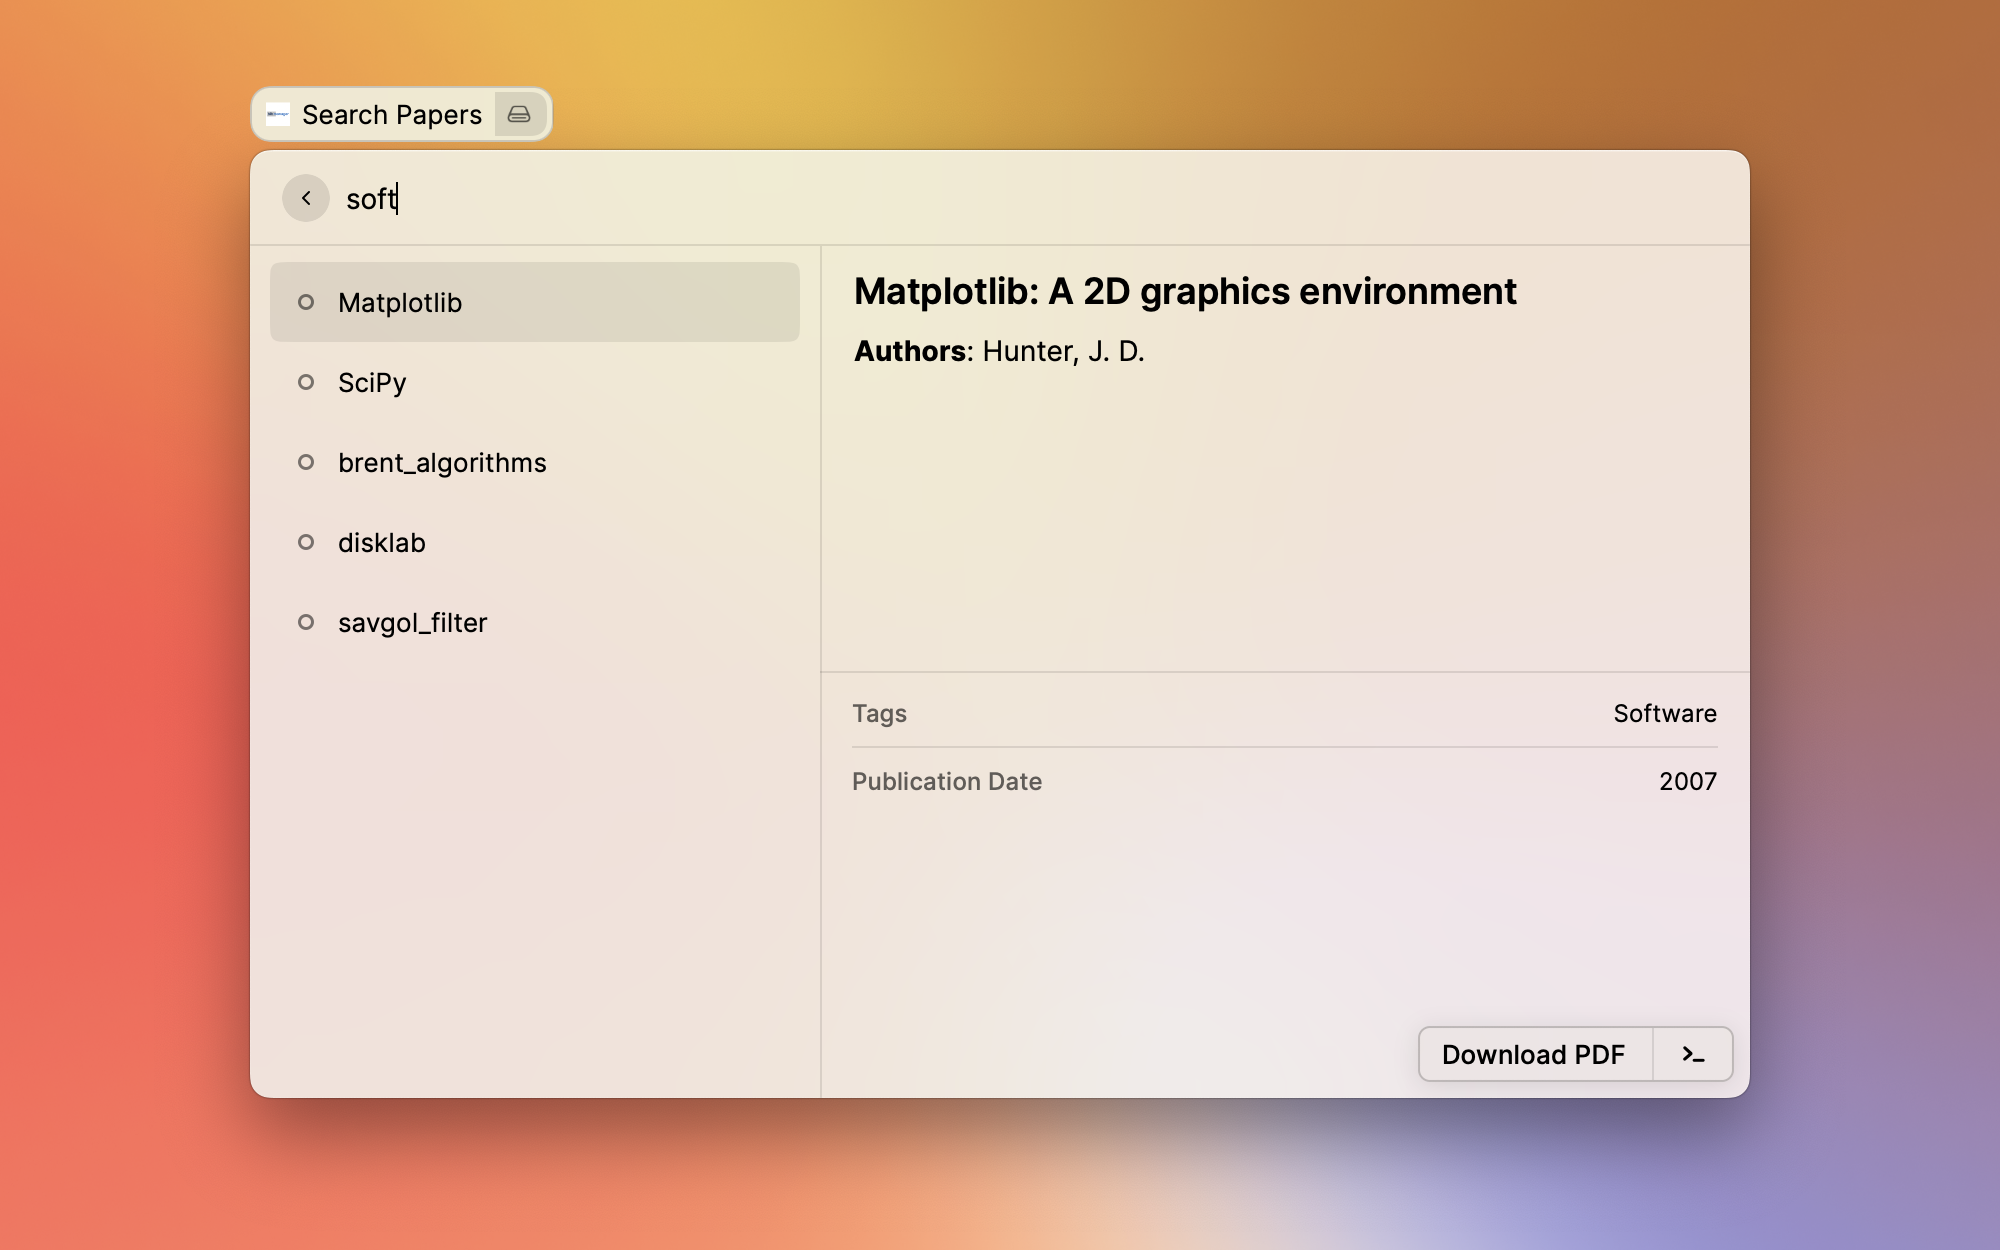 Search Papers
soft
Matplotlib
SciPy
brent_algorithms
disklab
savgol_filter
Matplotlib: A 2D graphics environment
Authors: Hunter, J. D.
Tags Software
Publication Date 2007
Download PDF